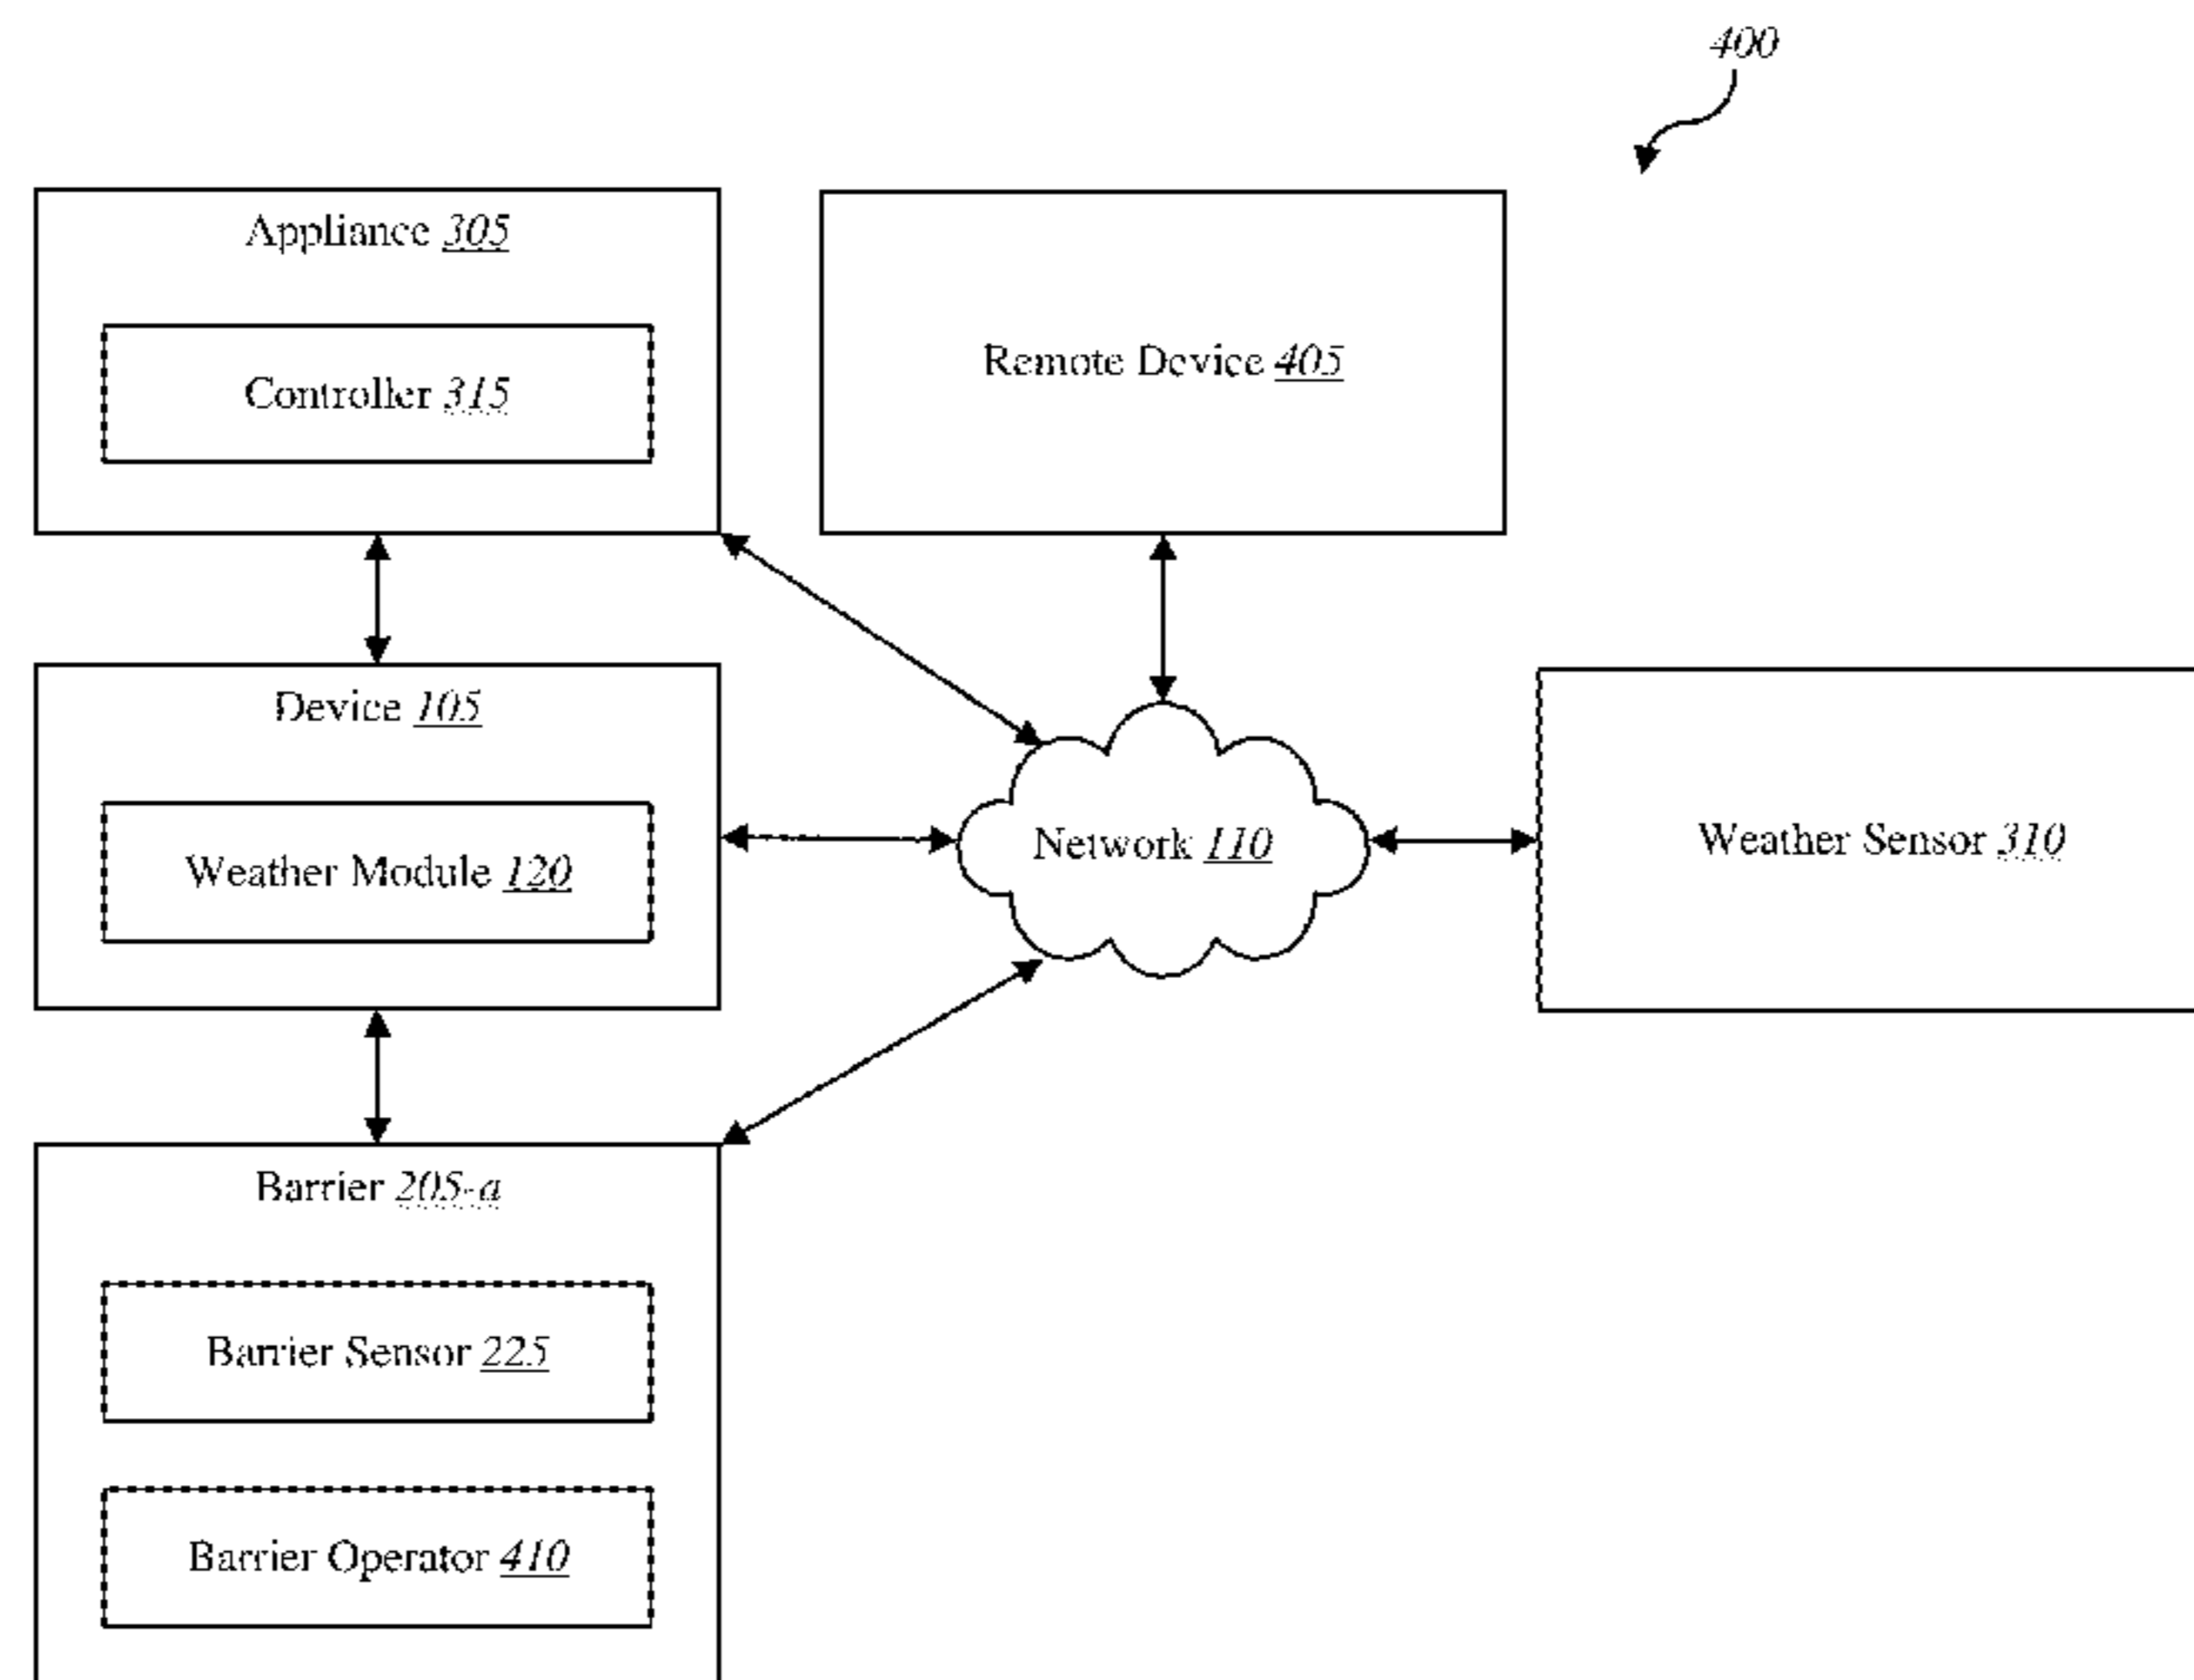 400
Appliance 305
Controller 315
Remote Device 405
Device 105
Weather Module 120
Network 110
Weather Sensor 310
Barrier 205-a
Barrier Sensor 225
Barrier Operator 410